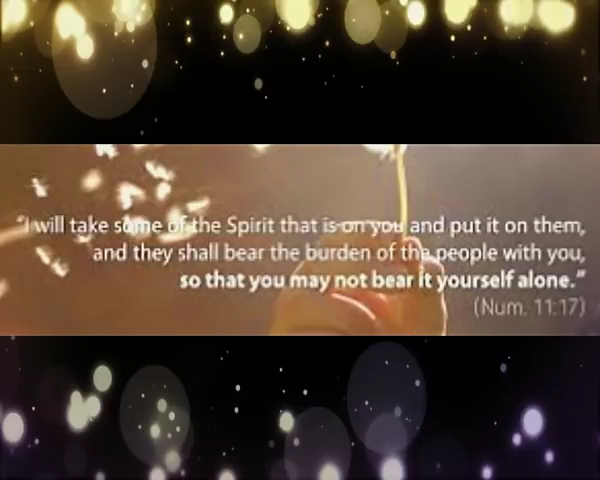 “I will take some of the Spirit that is on you and put it on them,
and they shall bear the burden of the people with you,
so that you may not bear it yourself alone.”
(Num. 11:17)